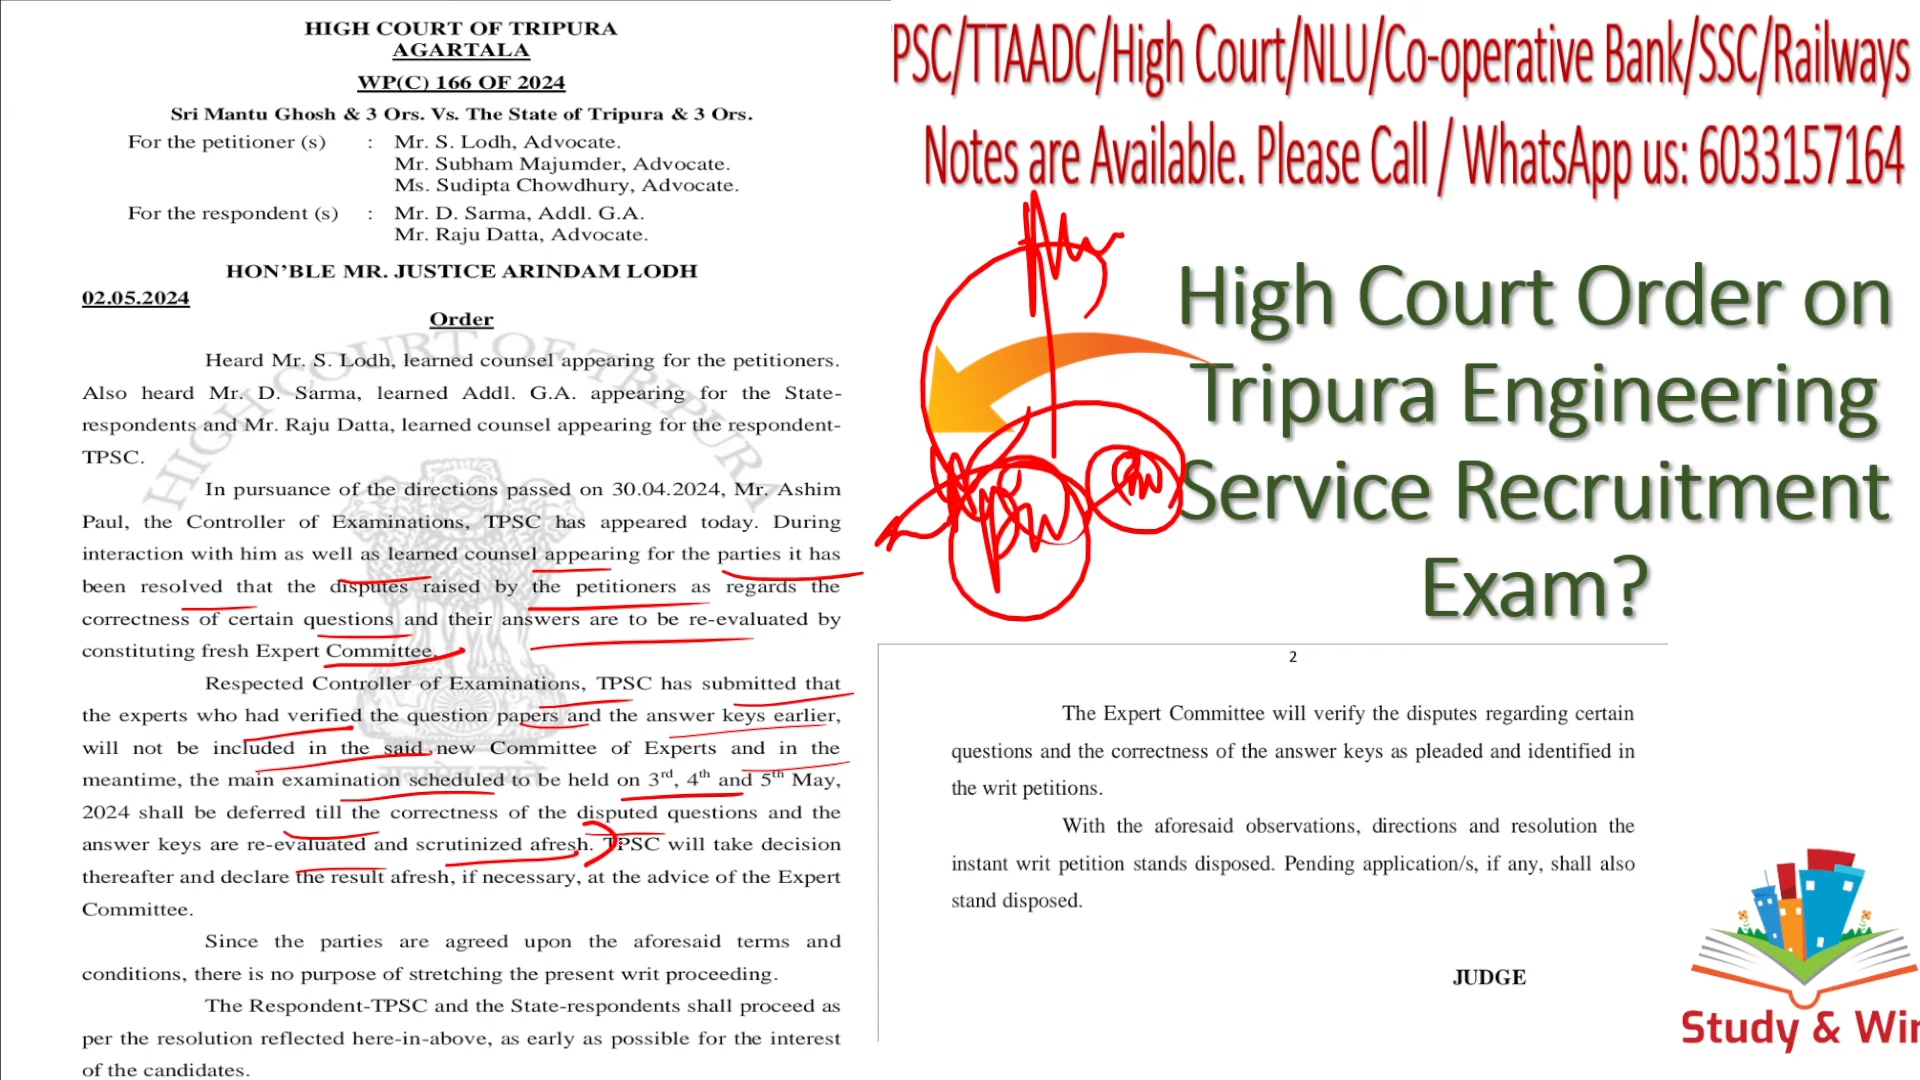 HIGH COURT OF TRIPURA
AGARTALA
WP(C) 166 OF 2024
Sri Mantu Ghosh & 3 Ors. Vs. The State of Tripura & 3 Ors.
For the petitioner (s) : Mr. S. Lodh, Advocate.
Mr. Subham Majumder, Advocate.
Ms. Sudipta Chowdhury, Advocate.
For the respondent (s) : Mr. D. Sarma, Addl. G.A.
Mr. Raju Datta, Advocate.
HON’BLE MR. JUSTICE ARINDAM LODH
02.05.2024
Order
Heard Mr. S. Lodh, learned counsel appearing for the petitioners.
Also heard Mr. D. Sarma, learned Addl. G.A. appearing for the State-
respondents and Mr. Raju Datta, learned counsel appearing for the respondent-
TPSC.
In pursuance of the directions passed on 30.04.2024, Mr. Ashim
Paul, the Controller of Examinations, TPSC has appeared today. During
interaction with him as well as learned counsel appearing for the parties it has
been resolved that the disputes raised by the petitioners as regards the
correctness of certain questions and their answers are to be re-evaluated by
constituting fresh Expert Committee.
Respected Controller of Examinations, TPSC has submitted that
the experts who had verified the question papers and the answer keys earlier,
will not be included in the said new Committee of Experts and in the
meantime, the main examination scheduled to be held on 3rd, 4th and 5th May,
2024 shall be deferred till the correctness of the disputed questions and the
answer keys are re-evaluated and scrutinized afresh. TPSC will take decision
thereafter and declare the result afresh, if necessary, at the advice of the Expert
Committee.
Since the parties are agreed upon the aforesaid terms and
conditions, there is no purpose of stretching the present writ proceeding.
The Respondent-TPSC and the State-respondents shall proceed as
per the resolution reflected here-in-above, as early as possible for the interest
of the candidates.
HIGH COURT OF TRIPURA
सत्यमेव जयते
PSC/TTAADC/High Court/NLU/Co-operative Bank/SSC/Railways
Notes are Available. Please Call / WhatsApp us: 6033157164
High Court Order on
Tripura Engineering
Service Recruitment
Exam?
2
The Expert Committee will verify the disputes regarding certain
questions and the correctness of the answer keys as pleaded and identified in
the writ petitions.
With the aforesaid observations, directions and resolution the
instant writ petition stands disposed. Pending application/s, if any, shall also
stand disposed.
JUDGE
Study & Win